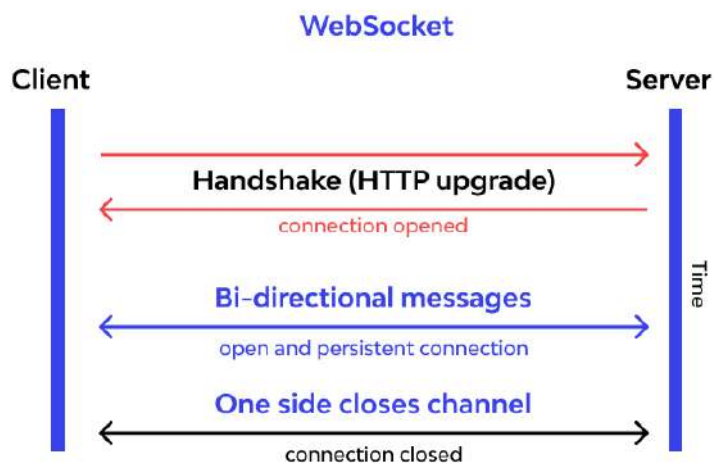 WebSocket
Client
Server
Handshake (HTTP upgrade)
connection opened
Time
Bi-directional messages
open and persistent connection
One side closes channel
connection closed